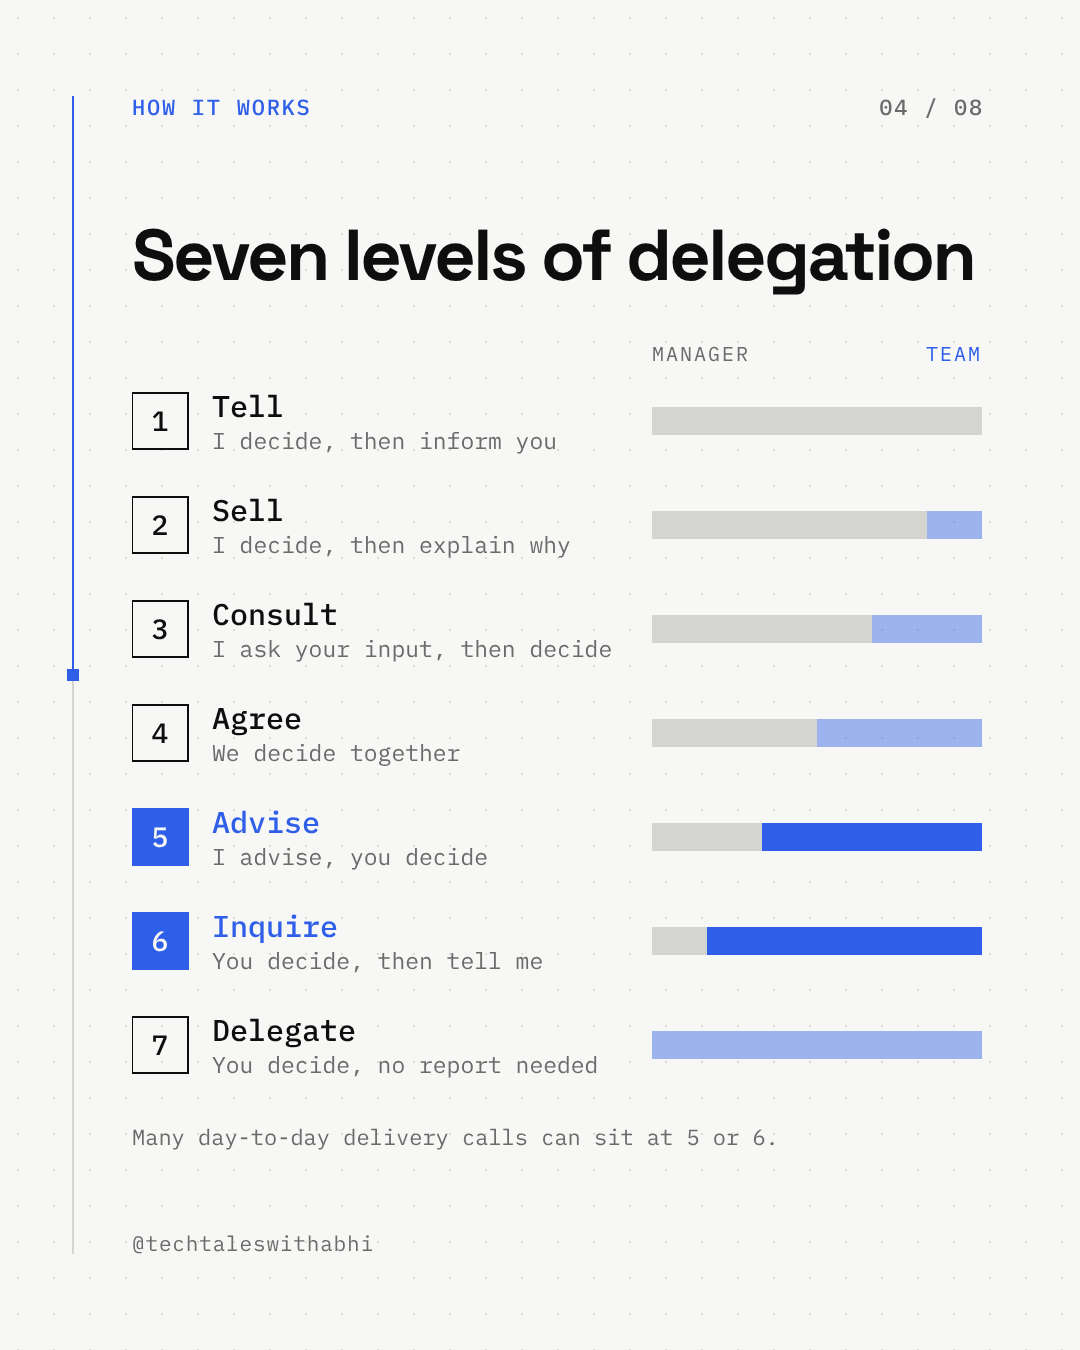 HOW IT WORKS
04 / 08
Seven levels of delegation
MANAGER
TEAM
1
Tell
I decide, then inform you
2
Sell
I decide, then explain why
3
Consult
I ask your input, then decide
4
Agree
We decide together
5
Advise
I advise, you decide
6
Inquire
You decide, then tell me
7
Delegate
You decide, no report needed
Many day-to-day delivery calls can sit at 5 or 6.
@techtaleswithabhi